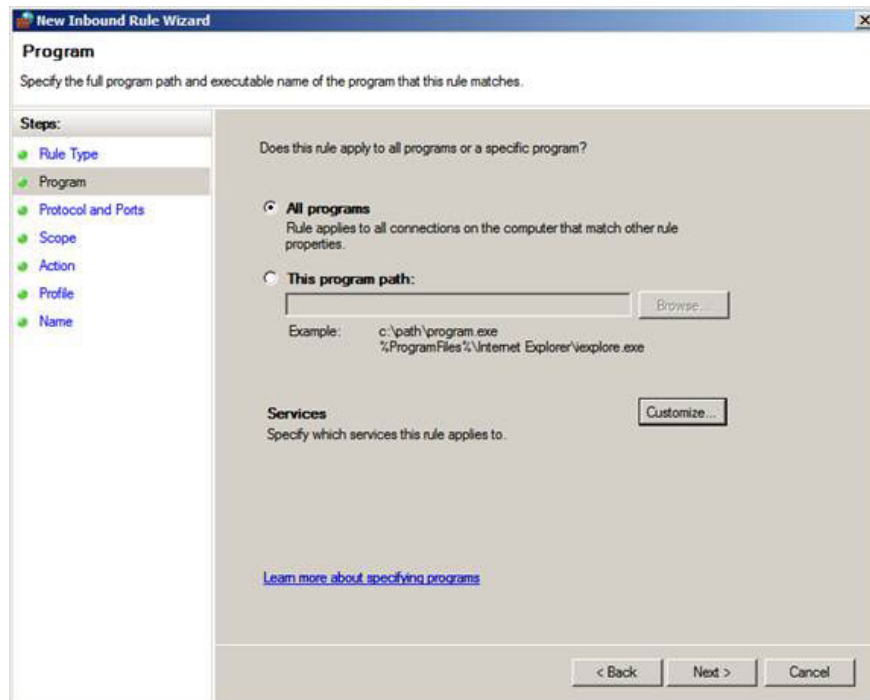 New Inbound Rule Wizard
Program
Specify the full program path and executable name of the program that this rule matches.
Steps:
Rule Type
Program
Protocol and Ports
Scope
Action
Profile
Name
Does this rule apply to all programs or a specific program?
All programs
Rule applies to all connections on the computer that match other rule
properties.
This program path:
Browse...
Example: c:\path\program.exe
%ProgramFiles%\Internet Explorer\iexplore.exe
Services
Customize...
Specify which services this rule applies to.
Learn more about specifying programs
< Back Next > Cancel